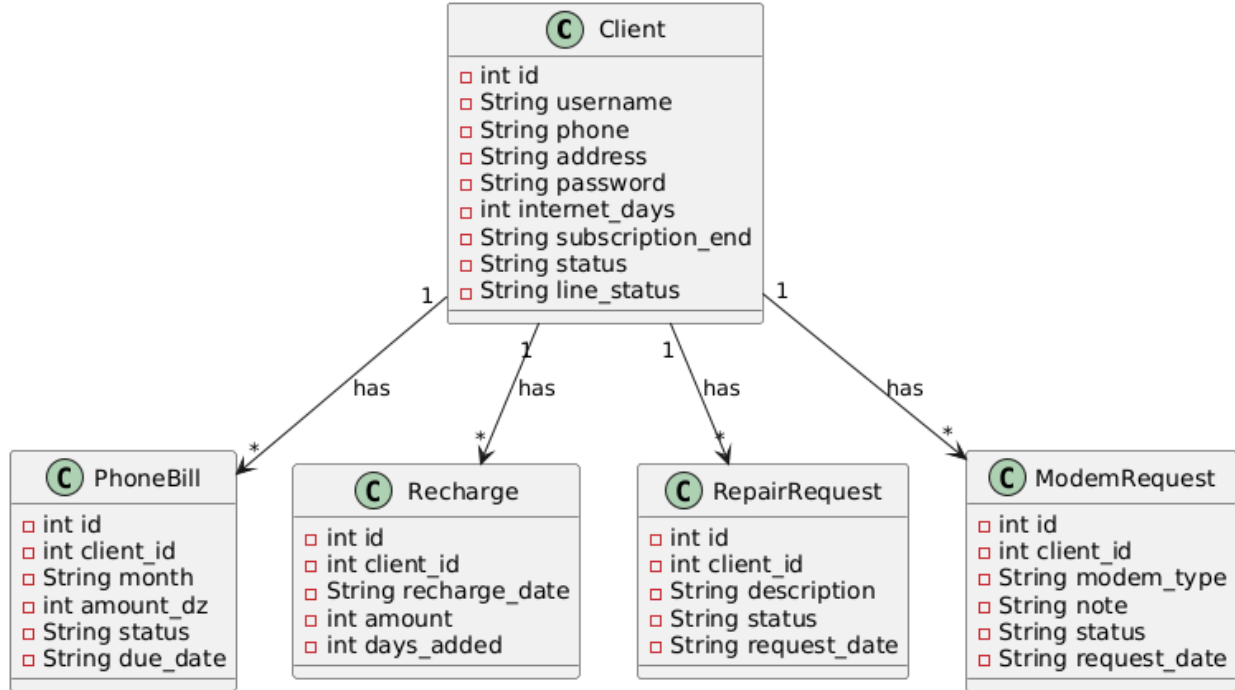 C Client
int id
String username
String phone
String address
String password
int internet_days
String subscription_end
String status
String line_status
1
1
1
1
has
has
has
has
*
*
*
*
C PhoneBill
int id
int client_id
String month
int amount_dz
String status
String due_date
C Recharge
int id
int client_id
String recharge_date
int amount
int days_added
C RepairRequest
int id
int client_id
String description
String status
String request_date
C ModemRequest
int id
int client_id
String modem_type
String note
String status
String request_date